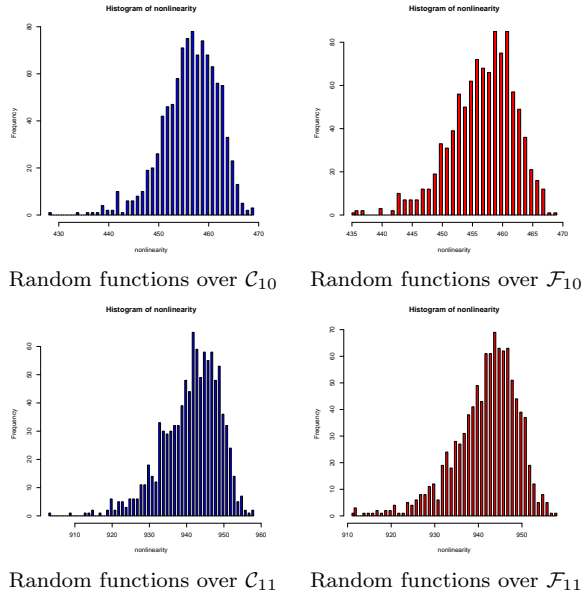 Histogram of nonlinearity
Histogram of nonlinearity
Frequency
0 20 40 60 80
430 440 450 460 470
nonlinearity
Frequency
0 20 40 60 80
435 440 445 450 455 460 465 470
nonlinearity
Random functions over C10
Random functions over F10
Histogram of nonlinearity
Histogram of nonlinearity
Frequency
0 10 20 30 40 50 60
910 920 930 940 950 960
nonlinearity
Frequency
0 10 20 30 40 50 60 70
910 920 930 940 950
nonlinearity
Random functions over C11
Random functions over F11